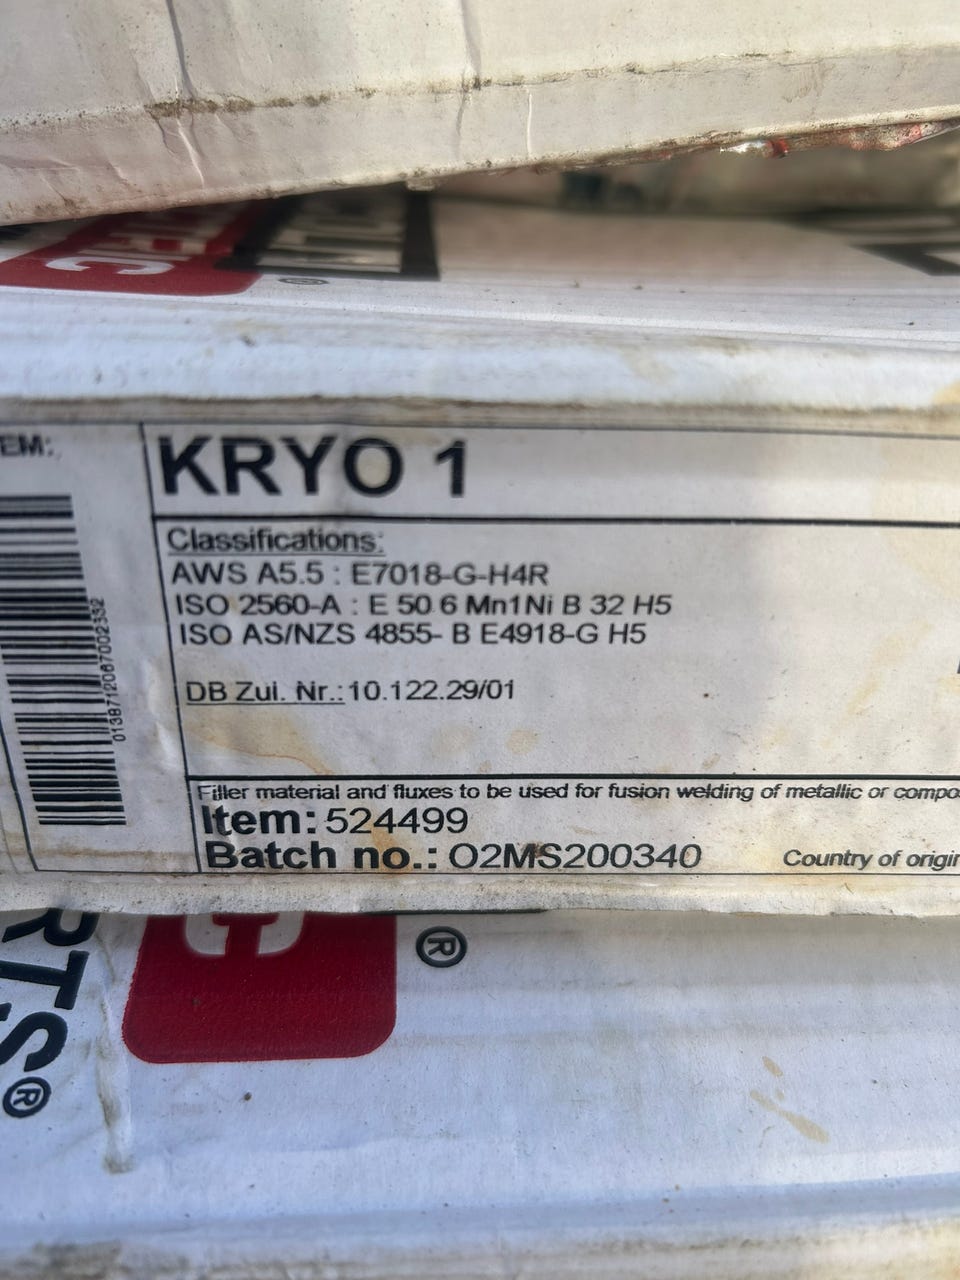 EM:
KRYO 1
Classifications:
AWS A5.5 : E7018-G-H4R
ISO 2560-A : E 50 6 Mn1Ni B 32 H5
ISO AS/NZS 4855- B E4918-G H5
DB Zul. Nr.: 10.122.29/01
Filler material and fluxes to be used for fusion welding of metallic or compo
Item: 524499
Batch no.: O2MS200340
Country of origin
C ®
RTS®